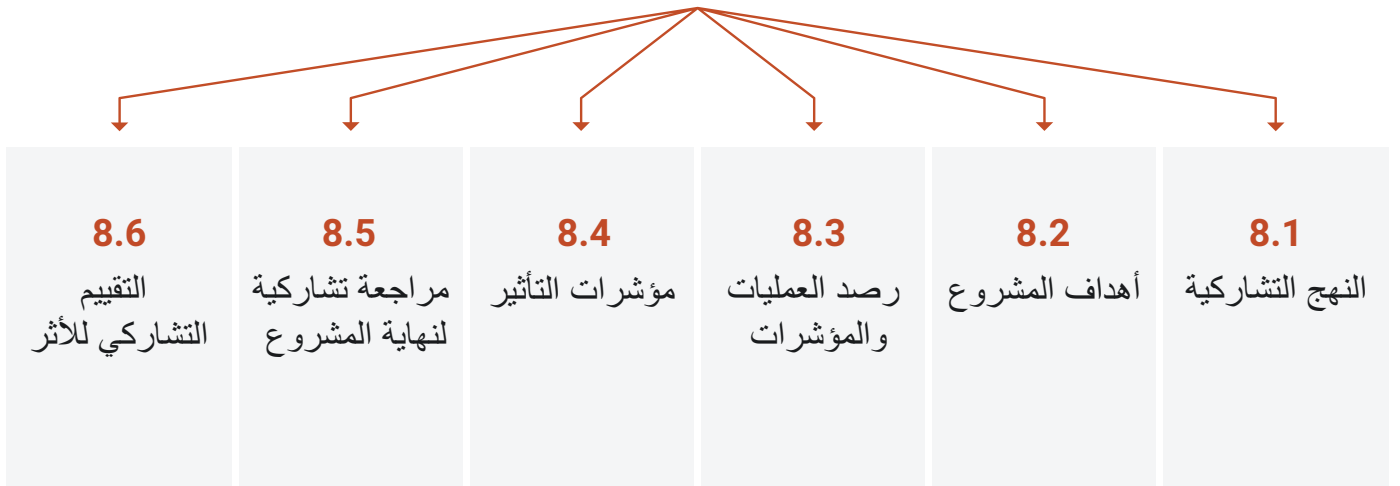 8.1
النهج التشاركية
8.2
أهداف المشروع
8.3
رصد العمليات
والمؤشرات
8.4
مؤشرات التأثير
8.5
مراجعة تشاركية
لنهاية المشروع
8.6
التقييم
التشاركي للأثر